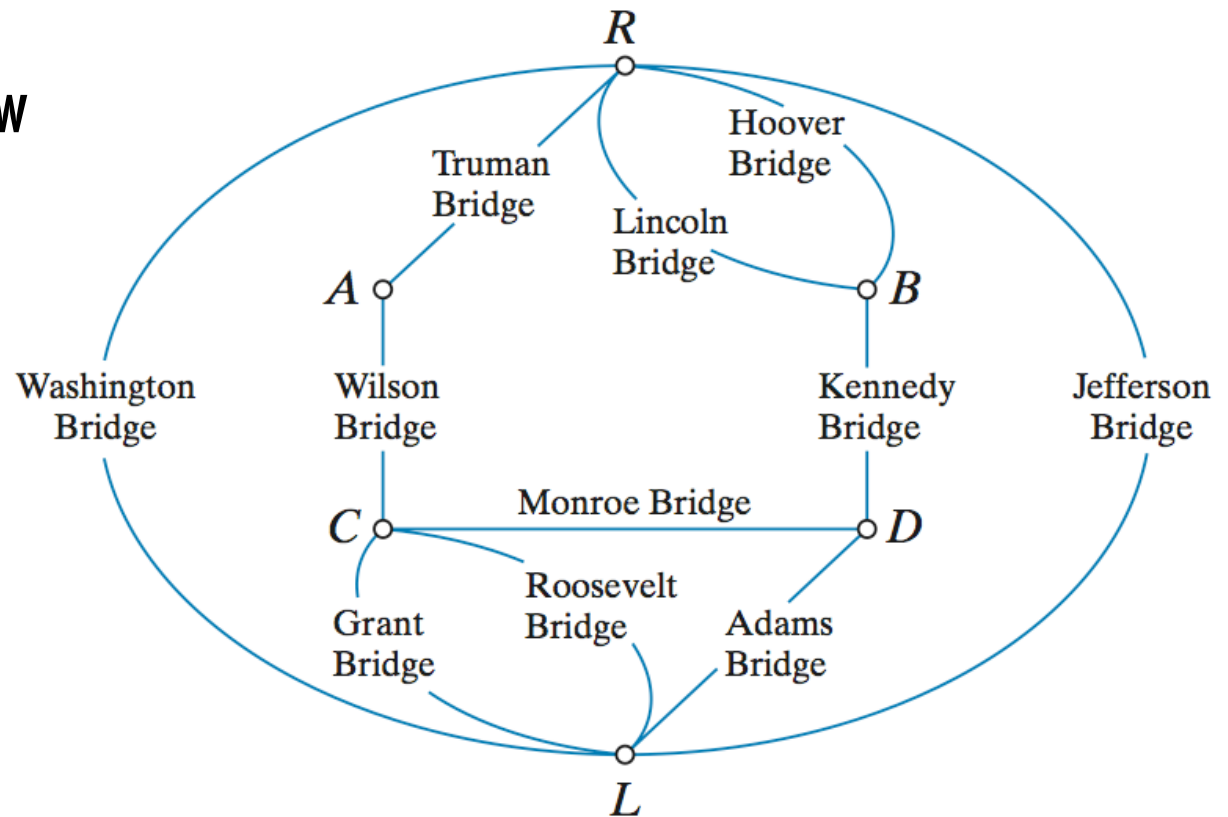 R
w
Hoover
Bridge
Truman
Bridge
Lincoln
Bridge
A
B
Washington
Bridge
Wilson
Bridge
Kennedy
Bridge
Jefferson
Bridge
Monroe Bridge
C
D
Roosevelt
Bridge
Grant
Bridge
Adams
Bridge
L